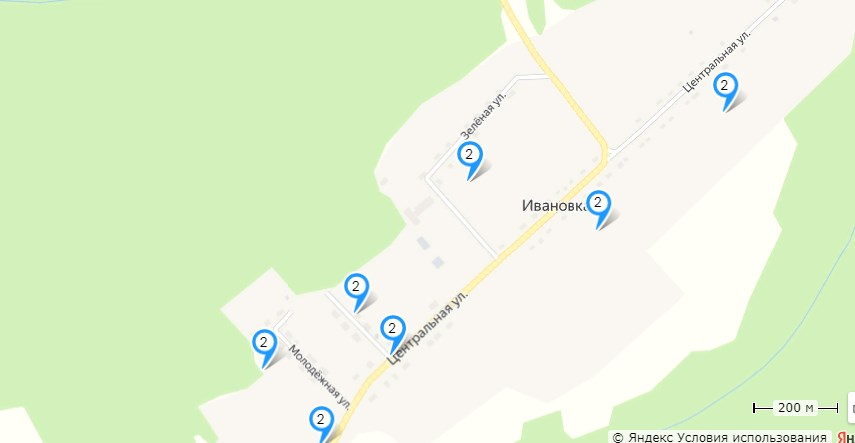 Центральная ул.
2
Зелёная ул.
2
Ивановка
2
2
Центральная ул.
2
2
Молодёжная ул.
2
200 м
© Яндекс Условия использования